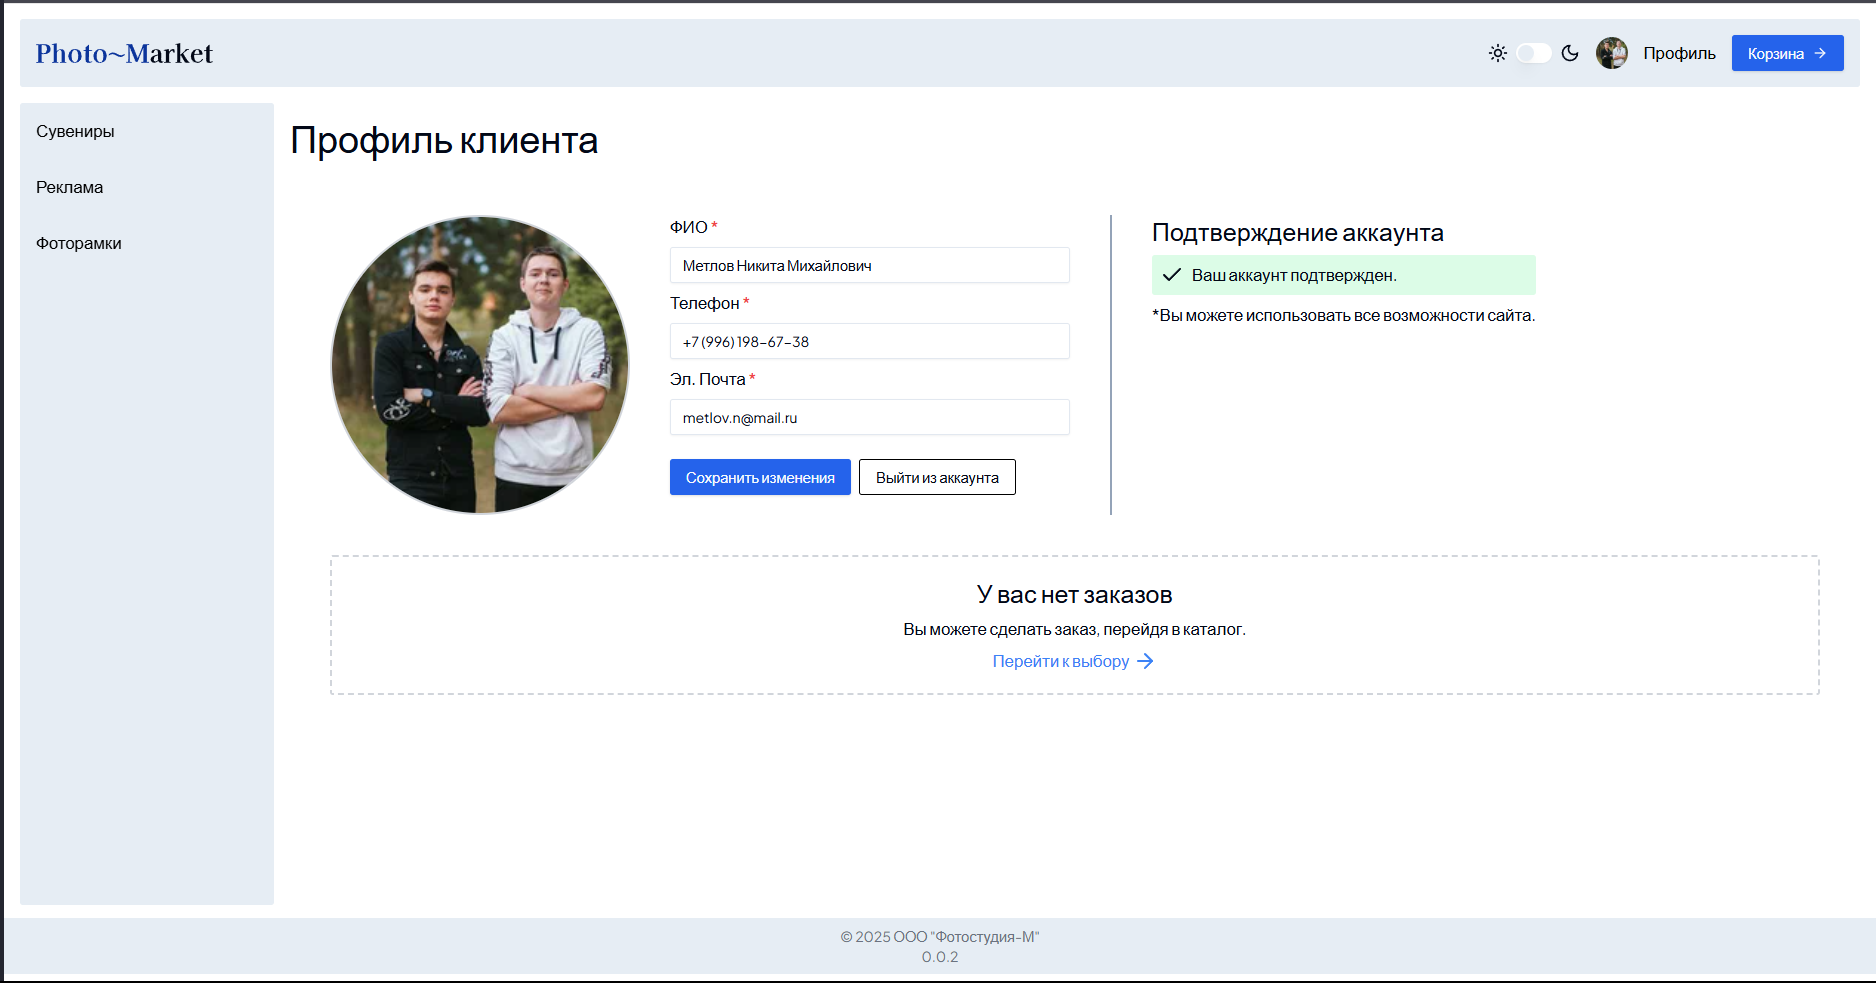 Photo~Market
Профиль
Корзина
Сувениры
Реклама
Фоторамки
Профиль клиента
ФИО *
Метлов Никита Михайлович
Телефон *
+7 (996) 198-67-38
Эл. Почта *
metlov.n@mail.ru
Сохранить изменения
Выйти из аккаунта
Подтверждение аккаунта
Ваш аккаунт подтвержден.
*Вы можете использовать все возможности сайта.
У вас нет заказов
Вы можете сделать заказ, перейдя в каталог.
Перейти к выбору
© 2025 ООО "Фотостудия-М"
0.0.2